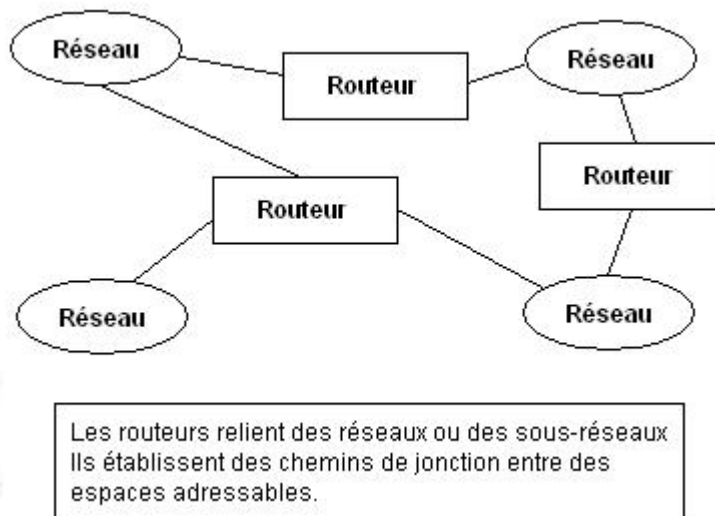 Réseau
Routeur
Réseau
Routeur
Routeur
Réseau
Réseau
Les routeurs relient des réseaux ou des sous-réseaux
Ils établissent des chemins de jonction entre des
espaces adressables.